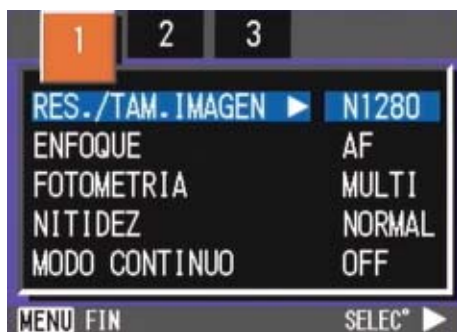 1 2 3
RES./TAM.IMAGEN ▶ N1280
ENFOQUE AF
FOTOMETRIA MULTI
NITIDEZ NORMAL
MODO CONTINUO OFF
MENU FIN SELEC° ▶